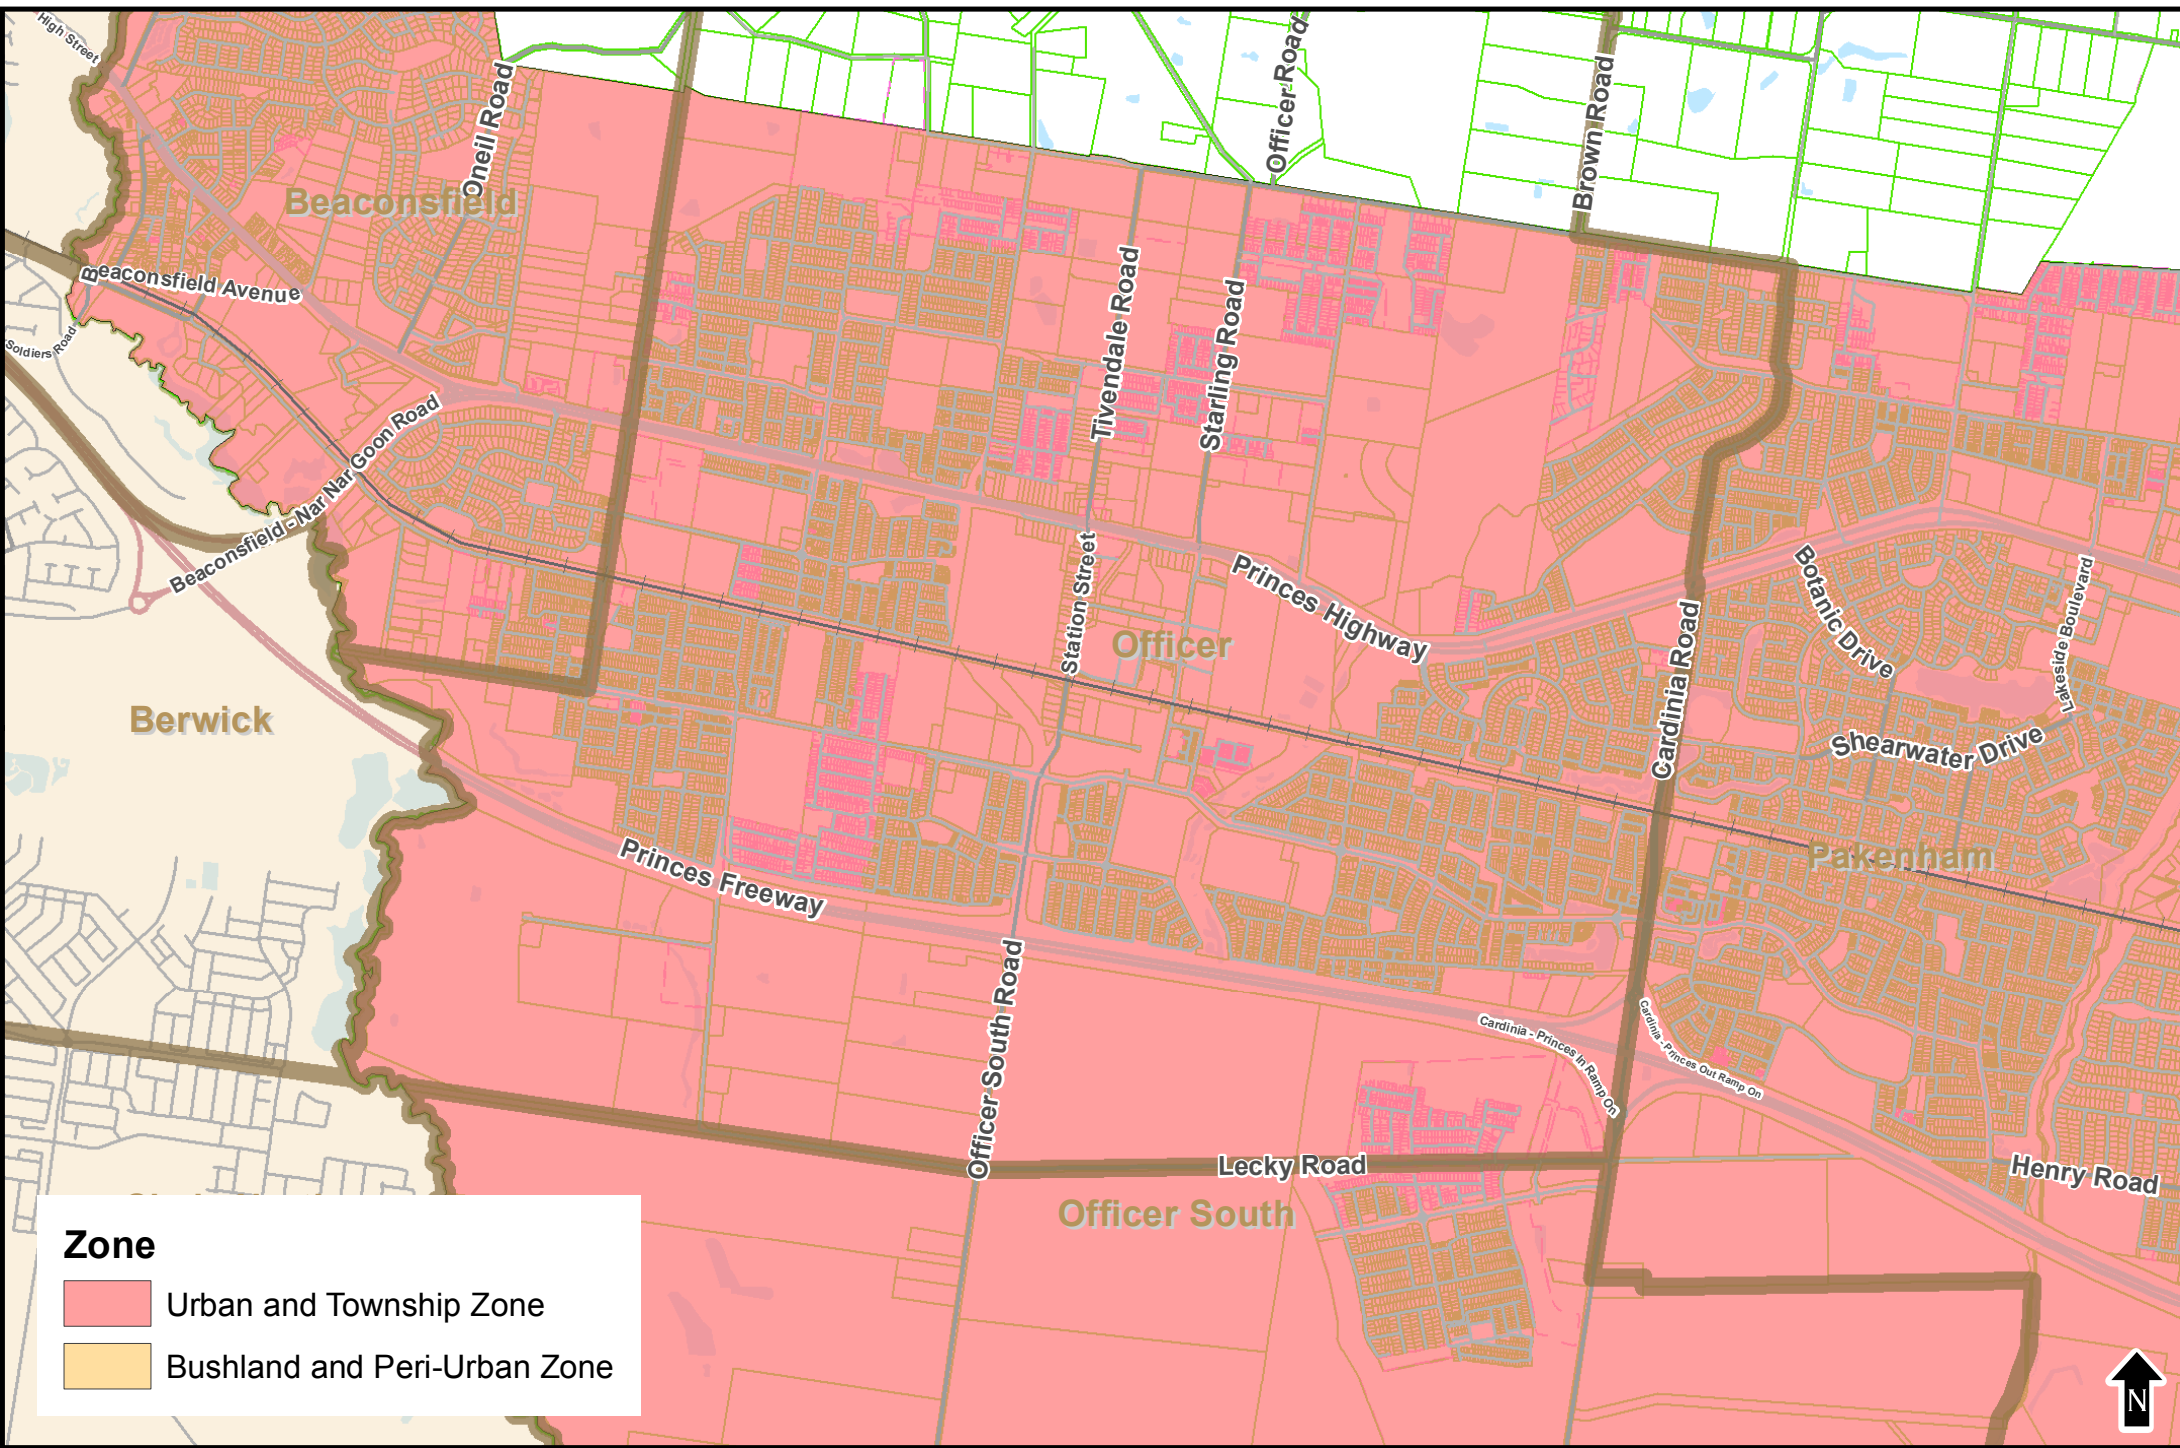 High Street
Oneil Road
Officer Road
Brown Road
Beaconsfield
Beaconsfield Avenue
Soldiers Road
Tivendale Road
Starling Road
Beaconsfield - Nar Nar Goon Road
Station Street
Princes Highway
Officer
Botanic Drive
Lakeside Boulevard
Cardinia Road
Shearwater Drive
Berwick
Pakenham
Princes Freeway
Officer South Road
Cardinia - Princes In Ramp On
Cardinia - Princes Out Ramp On
Lecky Road
Henry Road
Officer South
Zone
Urban and Township Zone
Bushland and Peri-Urban Zone
N